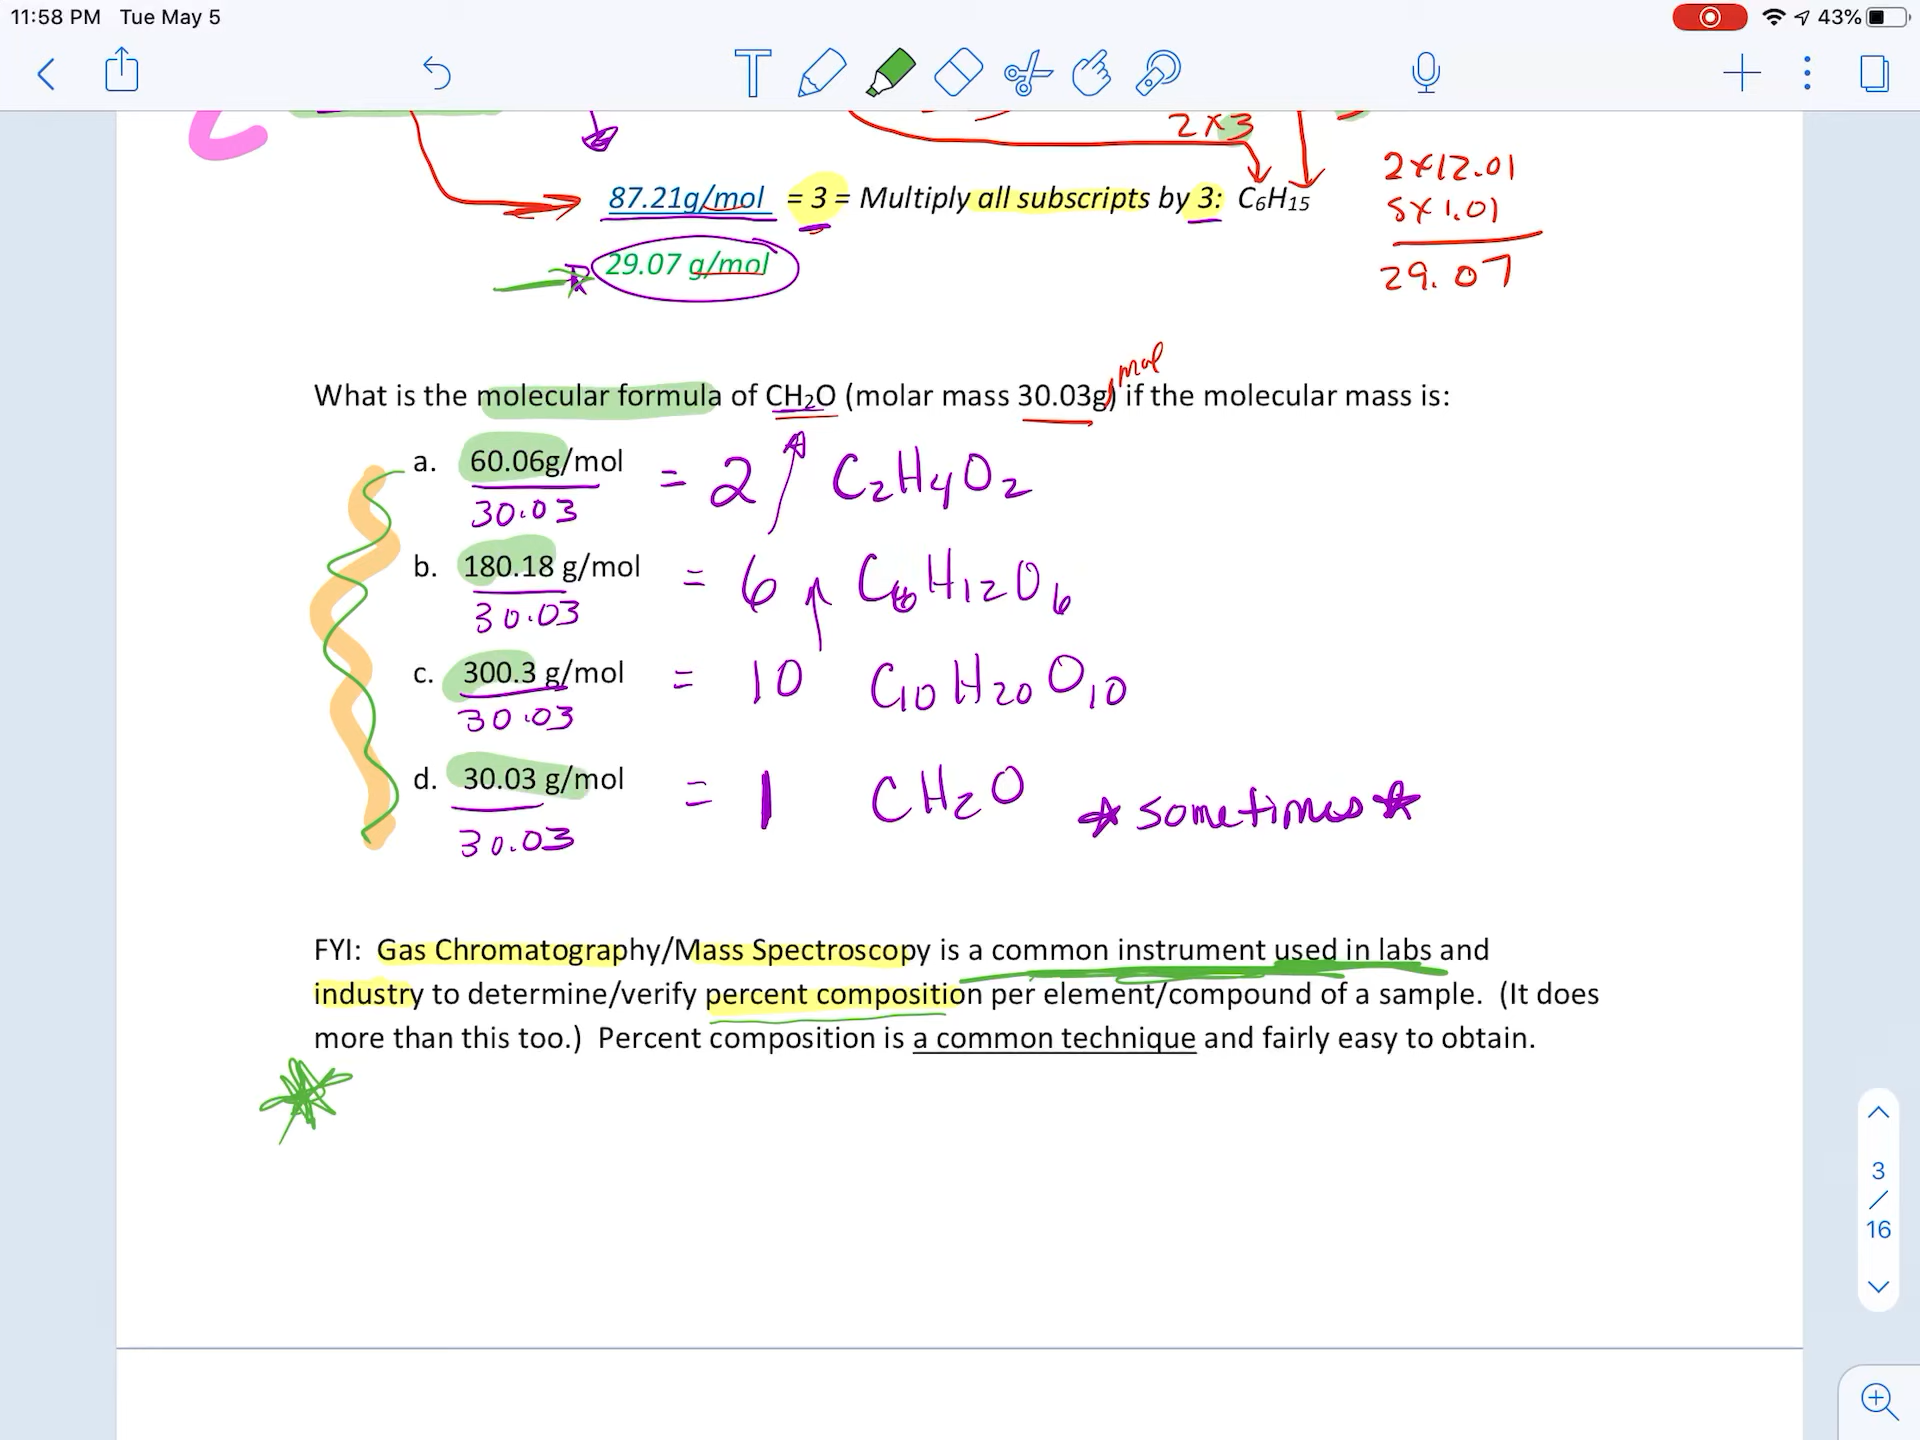 11:58 PM Tue May 5
43%
T
2 x 3
2x12.01
87.21g/mol = 3 = Multiply all subscripts by 3: C₆H₁₅
5x1.01
29.07 g/mol
29.07
mol
What is the molecular formula of CH₂O (molar mass 30.03g) if the molecular mass is:
a. 60.06g/mol = 2 C₂H₄O₂
30.03
b. 180.18 g/mol = 6 C₆H₁₂O₆
30.03
c. 300.3 g/mol = 10 C₁₀H₂₀O₁₀
30.03
d. 30.03 g/mol = 1 CH₂O *sometimes*
30.03
FYI: Gas Chromatography/Mass Spectroscopy is a common instrument used in labs and
industry to determine/verify percent composition per element/compound of a sample. (It does
more than this too.) Percent composition is a common technique and fairly easy to obtain.
3
/
16